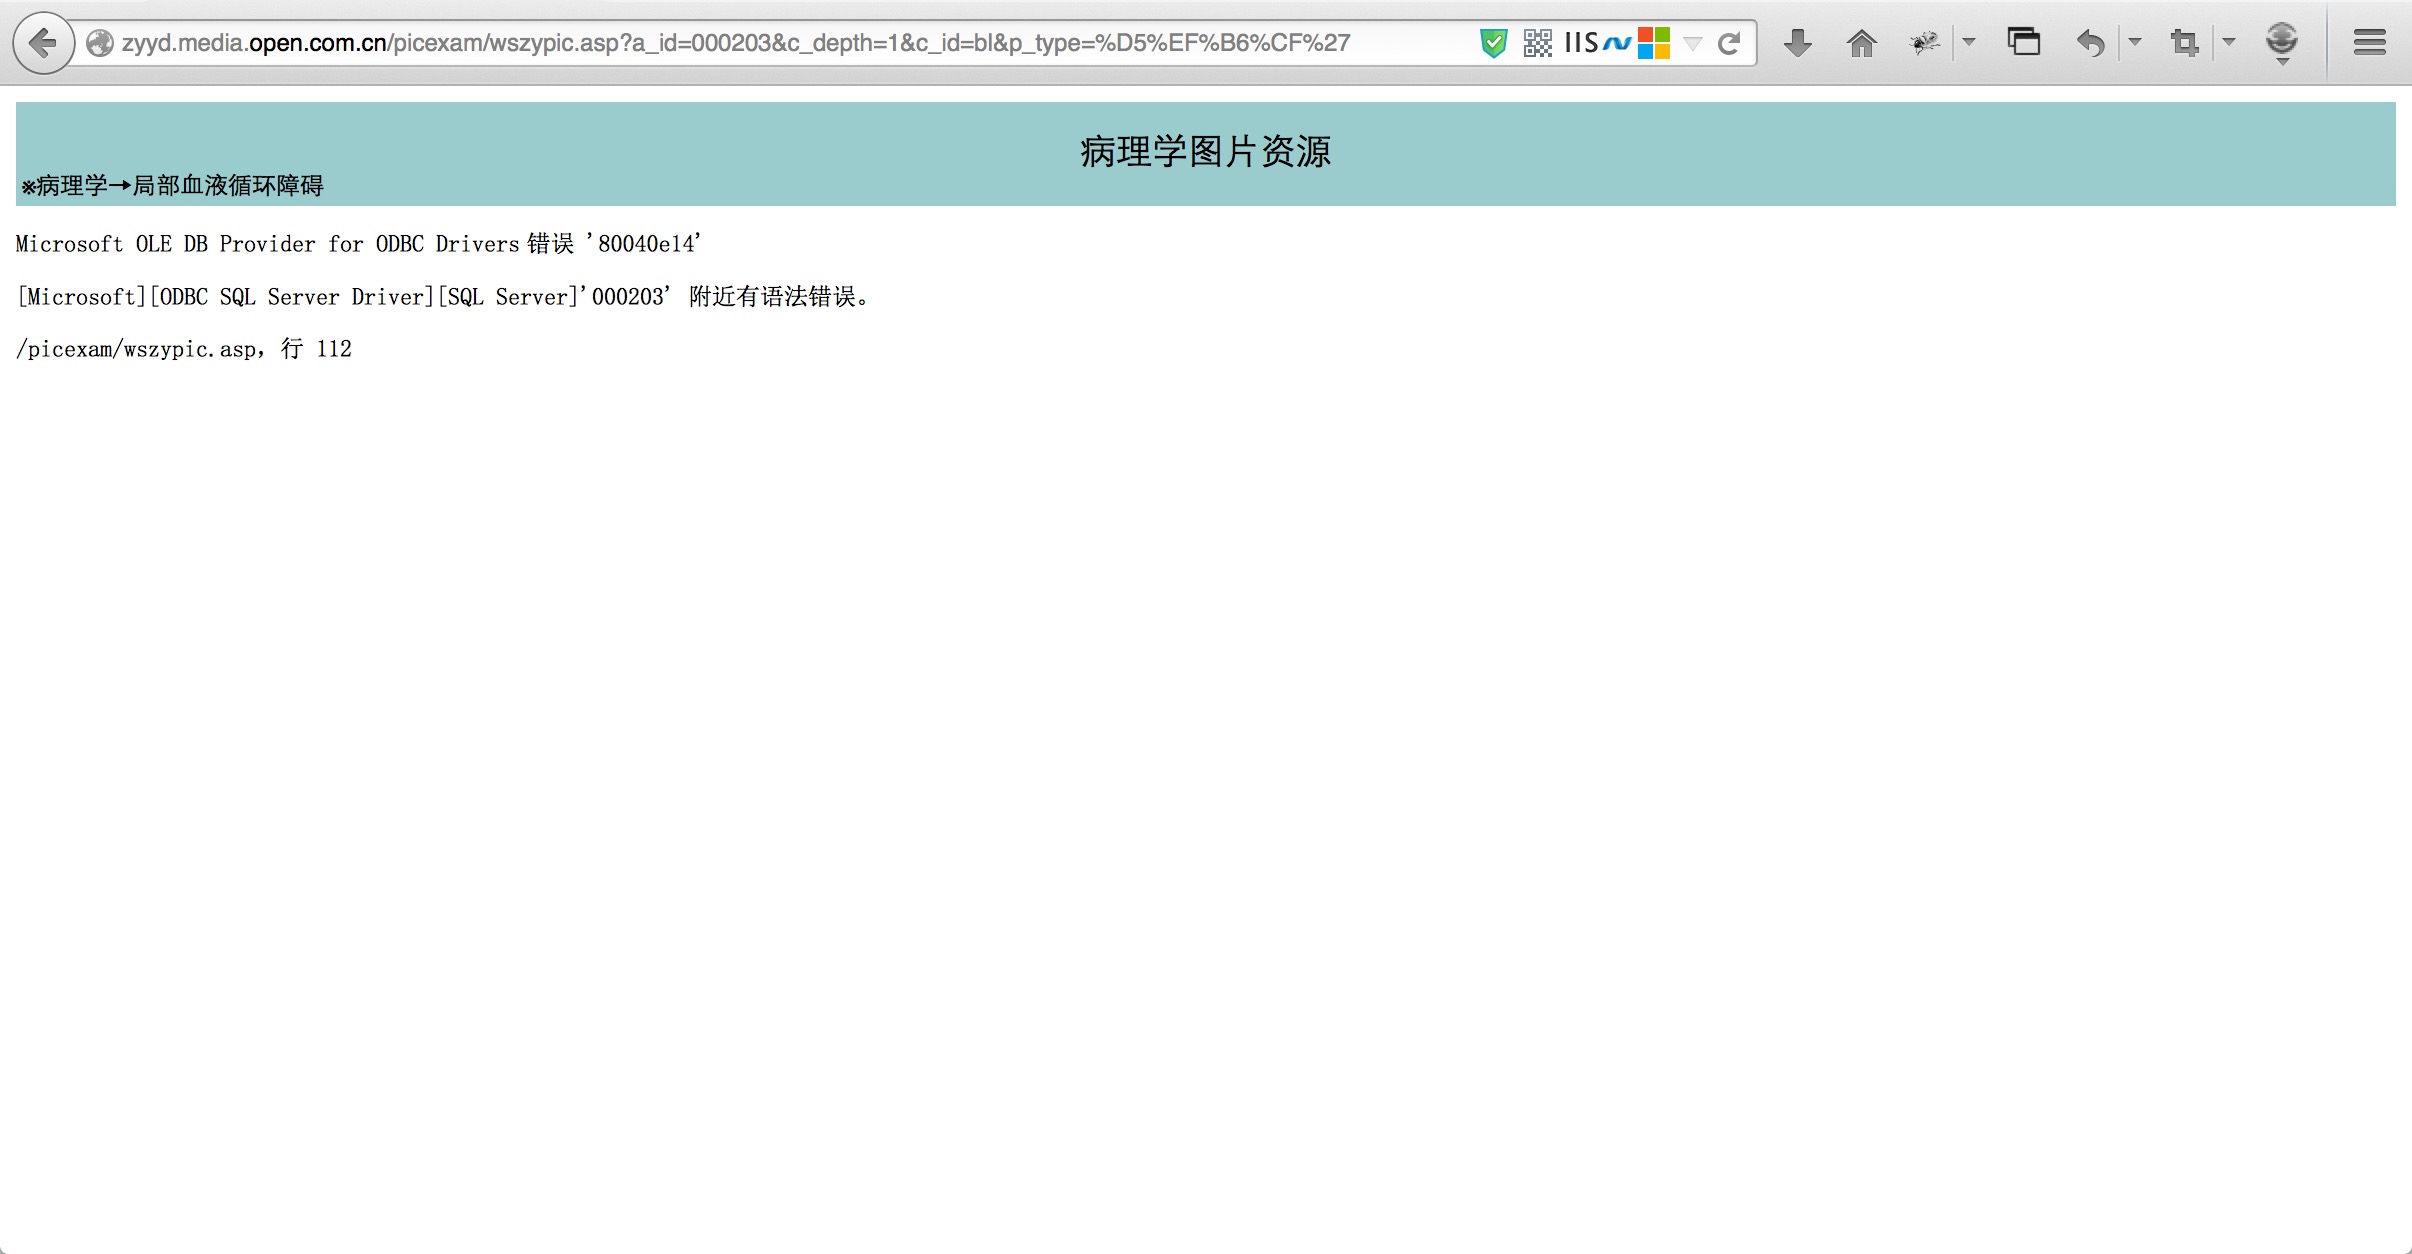 zyyd.media.open.com.cn/picexam/wszypic.asp?a_id=000203&c_depth=1&c_id=bl&p_type=%D5%EF%B6%CF%27 IIS
病理学图片资源
※病理学→局部血液循环障碍
Microsoft OLE DB Provider for ODBC Drivers 错误 '80040e14'
[Microsoft][ODBC SQL Server Driver][SQL Server]'000203' 附近有语法错误。
/picexam/wszypic.asp，行 112